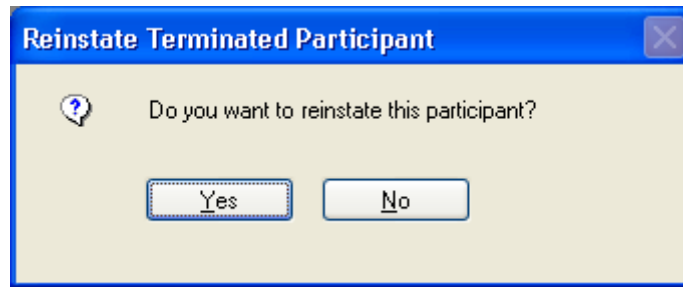 Reinstate Terminated Participant
Do you want to reinstate this participant?
Yes
No